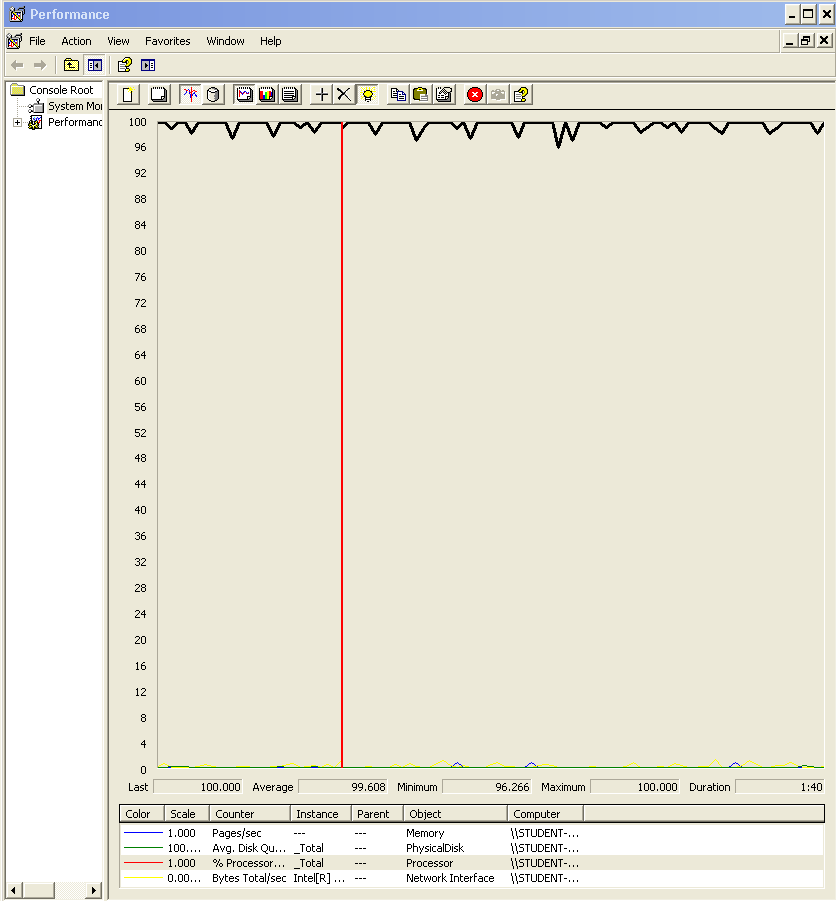 Performance
File Action View Favorites Window Help
Console Root
System Mo
Performanc
100
96
92
88
84
80
76
72
68
64
60
56
52
48
44
40
36
32
28
24
20
16
12
8
4
0
Last 100.000 Average 99.608 Minimum 96.266 Maximum 100.000 Duration 1:40
Color Scale Counter Instance Parent Object Computer
1.000 Pages/sec --- --- Memory \\STUDENT-...
100.... Avg. Disk Qu... _Total --- PhysicalDisk \\STUDENT-...
1.000 % Processor... _Total --- Processor \\STUDENT-...
0.00... Bytes Total/sec Intel[R] ... --- Network Interface \\STUDENT-...